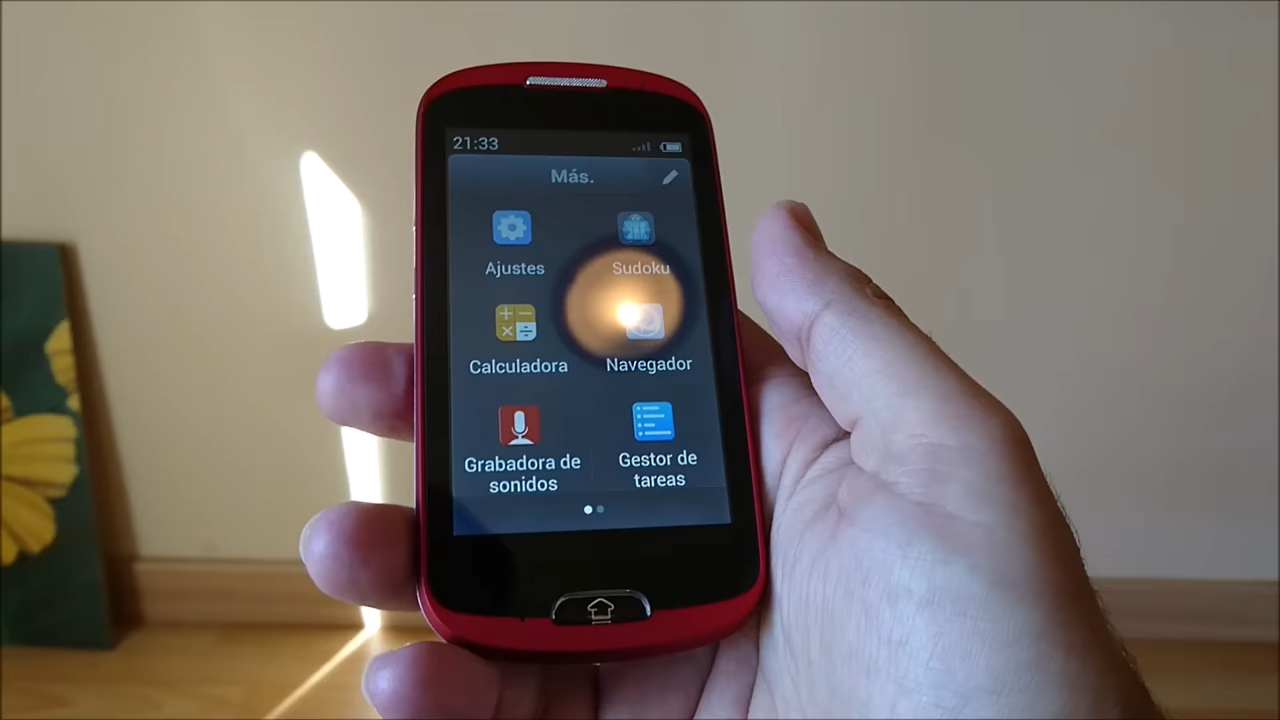 21:33
Más.
Ajustes
Sudoku
Calculadora
Navegador
Grabadora de
sonidos
Gestor de
tareas